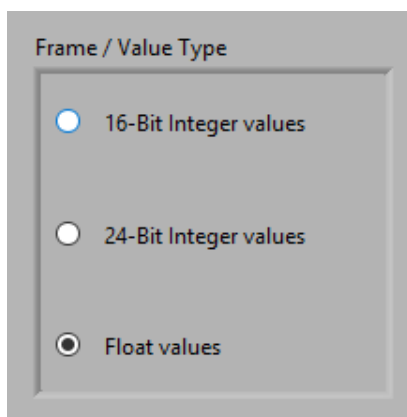 Frame / Value Type
16-Bit Integer values
24-Bit Integer values
Float values